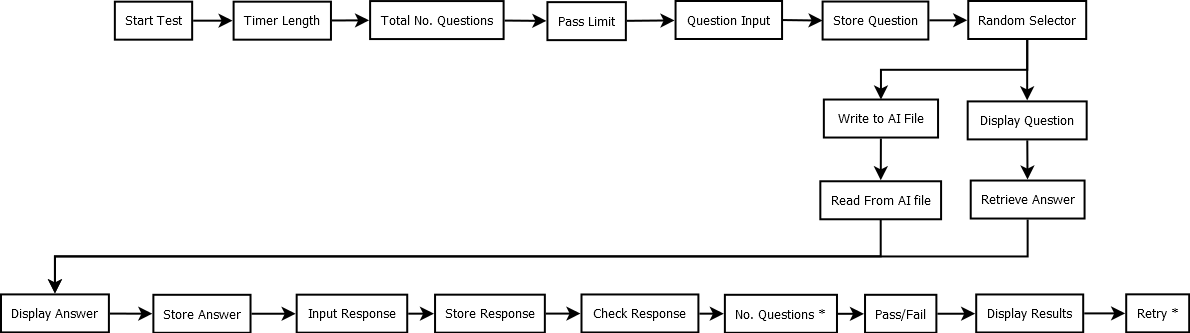 Start Test
Timer Length
Total No. Questions
Pass Limit
Question Input
Store Question
Random Selector
Write to AI File
Display Question
Read From AI file
Retrieve Answer
Display Answer
Store Answer
Input Response
Store Response
Check Response
No. Questions *
Pass/Fail
Display Results
Retry *